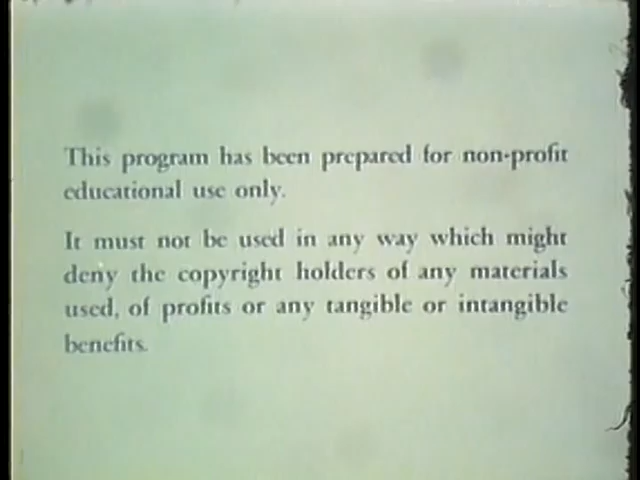 This program has been prepared for non-profit
educational use only.
It must not be used in any way which might
deny the copyright holders of any materials
used, of profits or any tangible or intangible
benefits.